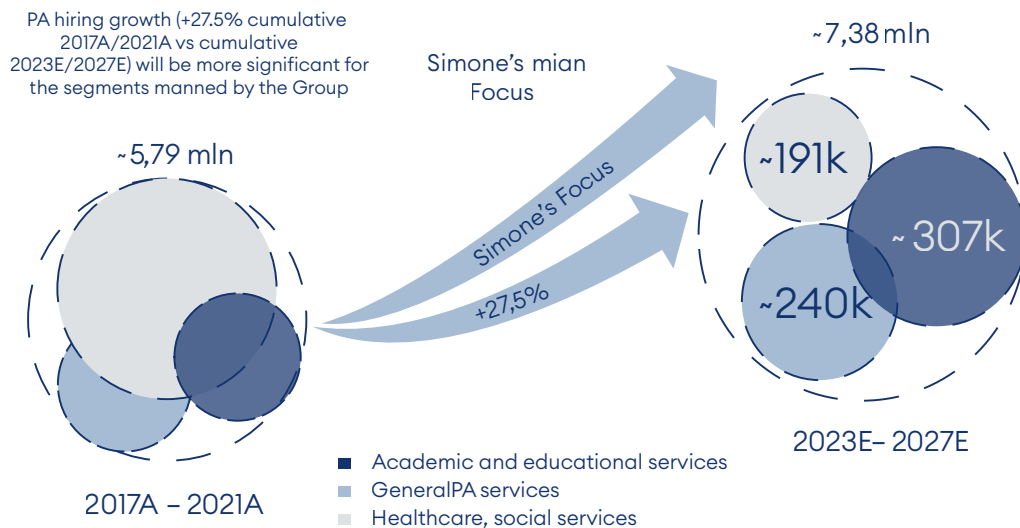 PA hiring growth (+27.5% cumulative
2017A/2021A vs cumulative
2023E/2027E) will be more significant for
the segments manned by the Group
~5,79 mln
Simone's mian
Focus
Simone's Focus
+27,5%
~7,38 mln
~191k
~307k
~240k
2017A – 2021A
2023E– 2027E
Academic and educational services
GeneralPA services
Healthcare, social services